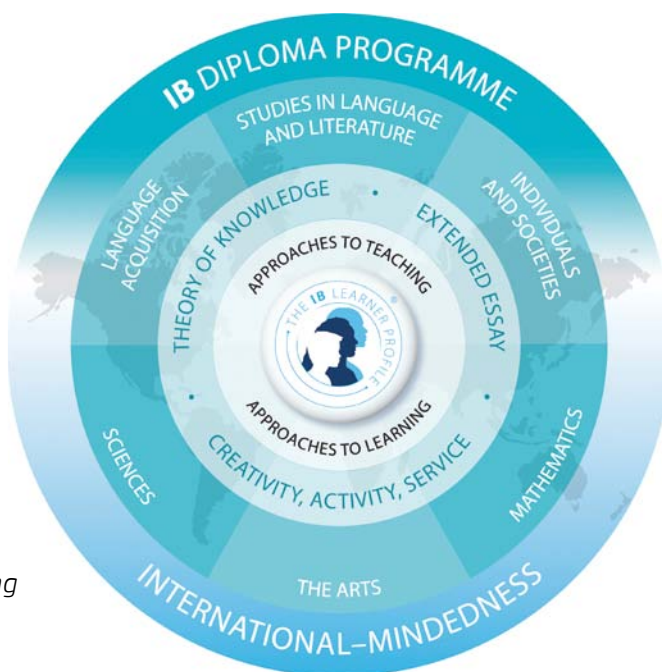 IB DIPLOMA PROGRAMME
STUDIES IN LANGUAGE
AND LITERATURE
LANGUAGE
ACQUISITION
INDIVIDUALS
AND SOCIETIES
THEORY OF KNOWLEDGE
•
EXTENDED ESSAY
APPROACHES TO TEACHING
THE IB LEARNER PROFILE
®
APPROACHES TO LEARNING
•
•
CREATIVITY, ACTIVITY, SERVICE
SCIENCES
MATHEMATICS
THE ARTS
INTERNATIONAL–MINDEDNESS